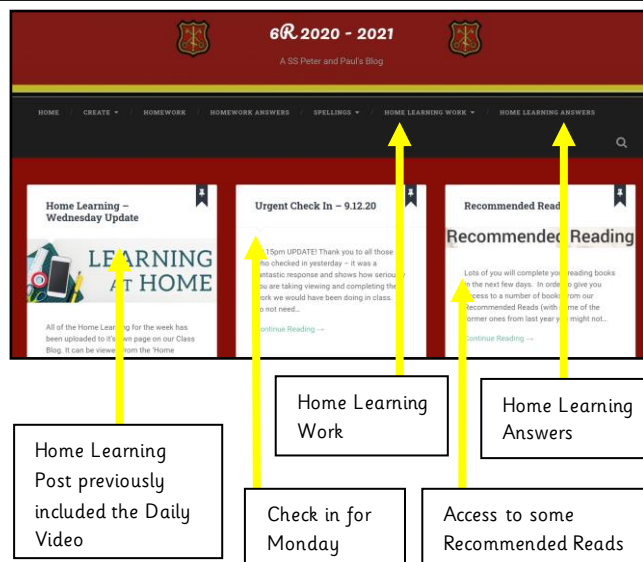 6R 2020 - 2021
A SS Peter and Paul's Blog
HOME CREATE HOMEWORK HOMEWORK ANSWERS SPELLINGS HOME LEARNING WORK HOME LEARNING ANSWERS
Home Learning –
Wednesday Update
LEARNING
AT HOME
All of the Home Learning for the week has
been uploaded to it's own page on our Class
Blog. It can be viewed from the 'Home
Urgent Check In – 9.12.20
15pm UPDATE! Thank you to all those
who checked in yesterday – it was a
fantastic response and shows how seriously
you are taking viewing and completing the
work we would have been doing in class.
Do not need...
Continue Reading →
Recommended Reads
Recommended Reading
Lots of you will complete your reading books
in the next few days. In order to give you
access to a number of books from our
Recommended Reads (with some of the
former ones from last year you might not...
Continue Reading →
Home Learning
Work
Home Learning
Answers
Home Learning
Post previously
included the Daily
Video
Check in for
Monday
Access to some
Recommended Reads